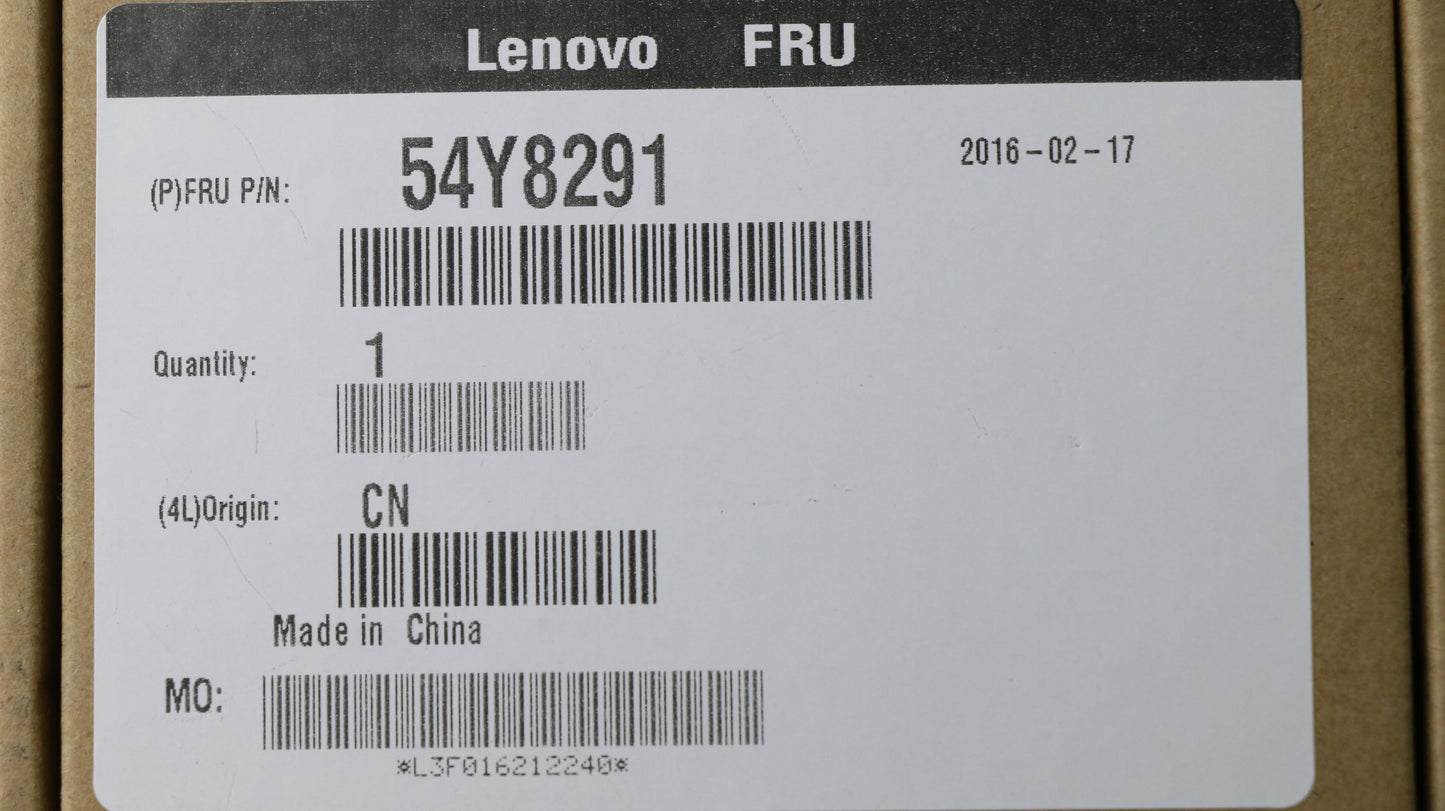 Lenovo FRU
(P)FRU P/N: 54Y8291 2016-02-17
Quantity: 1
(4L)Origin: CN
Made in China
MO:
*L3F016212240*